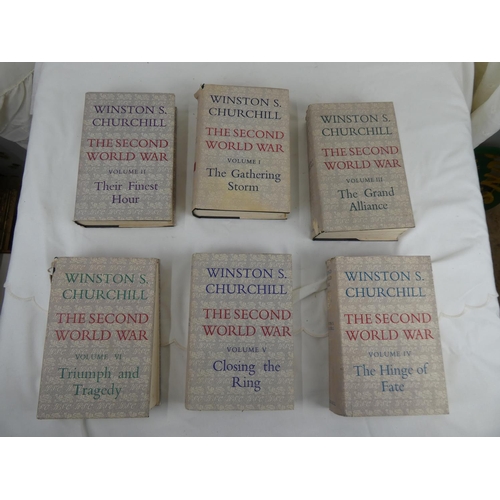 WINSTON S.
CHURCHILL
THE SECOND
WORLD WAR
VOLUME II
Their Finest
Hour
WINSTON S.
CHURCHILL
THE SECOND
WORLD WAR
VOLUME I
The Gathering
Storm
WINSTON S.
CHURCHILL
THE SECOND
WORLD WAR
VOLUME III
The Grand
Alliance
WINSTON S.
CHURCHILL
THE SECOND
WORLD WAR
VOLUME VI
Triumph and
Tragedy
WINSTON S.
CHURCHILL
THE SECOND
WORLD WAR
VOLUME V
Closing the
Ring
WINSTON S.
CHURCHILL
THE SECOND
WORLD WAR
VOLUME IV
The Hinge of
Fate